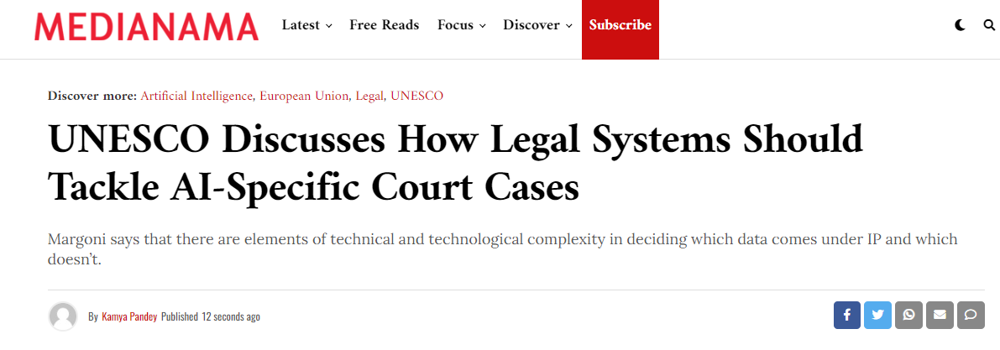 MEDIANAMA Latest Free Reads Focus Discover Subscribe
Discover more: Artificial Intelligence, European Union, Legal, UNESCO
UNESCO Discusses How Legal Systems Should
Tackle AI-Specific Court Cases
Margoni says that there are elements of technical and technological complexity in deciding which data comes under IP and which
doesn't.
By Kamya Pandey Published 12 seconds ago